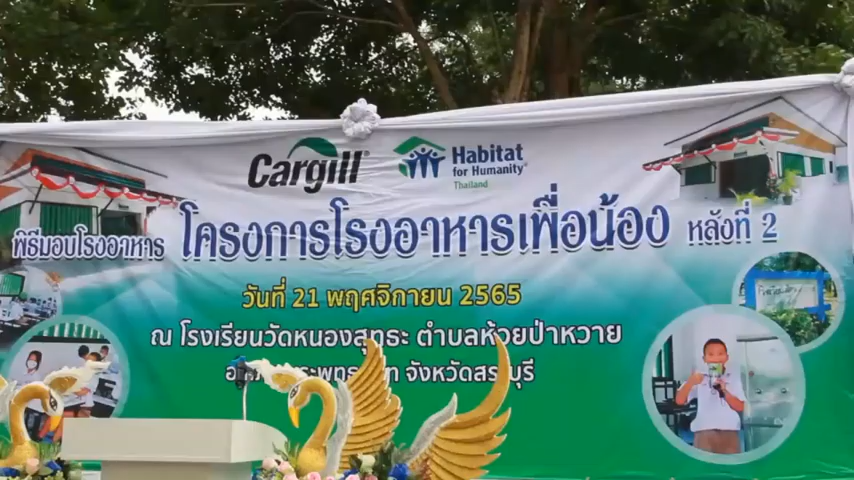 Cargill
Habitat
for Humanity
Thailand
พิธีมอบโรงอาหาร โครงการโรงอาหารเพื่อน้อง หลังที่ 2
วันที่ 21 พฤศจิกายน 2565
ณ โรงเรียนวัดหนองสุทธะ ตำบลห้วยป่าหวาย
จังหวัดสระบุรี